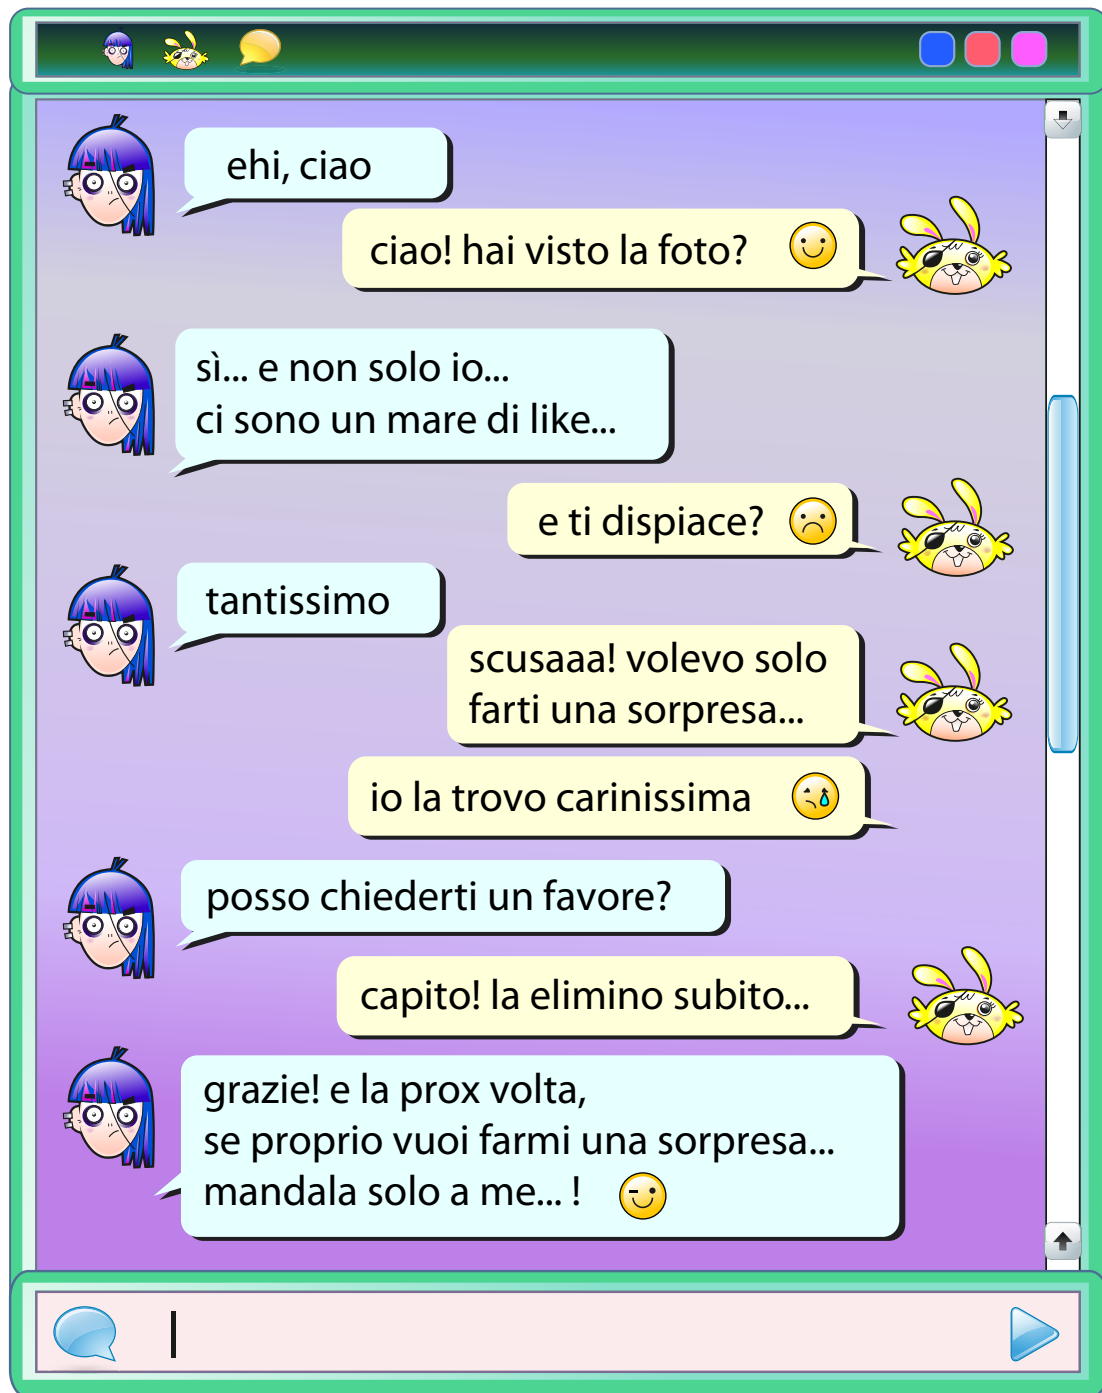 ehi, ciao
ciao! hai visto la foto?
sì... e non solo io...
ci sono un mare di like...
e ti dispiace?
tantissimo
scusaaa! volevo solo
farti una sorpresa...
io la trovo carinissima
posso chiederti un favore?
capito! la elimino subito...
grazie! e la prox volta,
se proprio vuoi farmi una sorpresa...
mandala solo a me... !